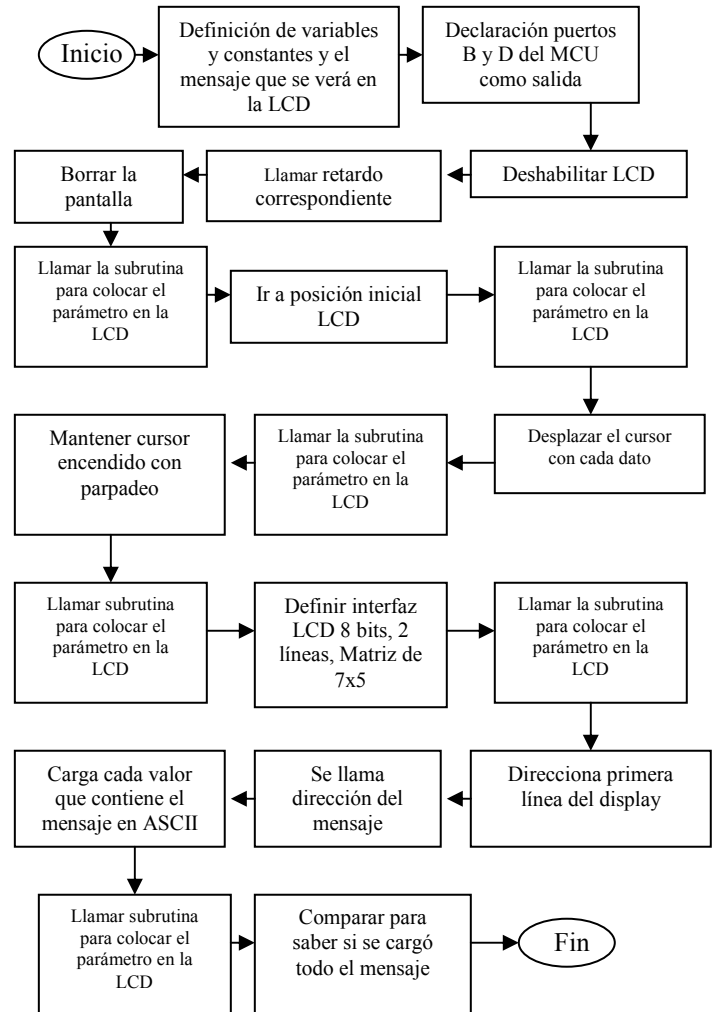 Inicio
Definición de variables
y constantes y el
mensaje que se verá en
la LCD
Declaración puertos
B y D del MCU
como salida
Deshabilitar LCD
Llamar retardo
correspondiente
Borrar la
pantalla
Llamar la subrutina
para colocar el
parámetro en la
LCD
Ir a posición inicial
LCD
Llamar la subrutina
para colocar el
parámetro en la
LCD
Desplazar el cursor
con cada dato
Llamar la subrutina
para colocar el
parámetro en la
LCD
Mantener cursor
encendido con
parpadeo
Llamar subrutina
para colocar el
parámetro en la
LCD
Definir interfaz
LCD 8 bits, 2
líneas, Matriz de
7x5
Llamar la subrutina
para colocar el
parámetro en la
LCD
Direcciona primera
línea del display
Se llama
dirección del
mensaje
Carga cada valor
que contiene el
mensaje en ASCII
Llamar subrutina
para colocar el
parámetro en la
LCD
Comparar para
saber si se cargó
todo el mensaje
Fin